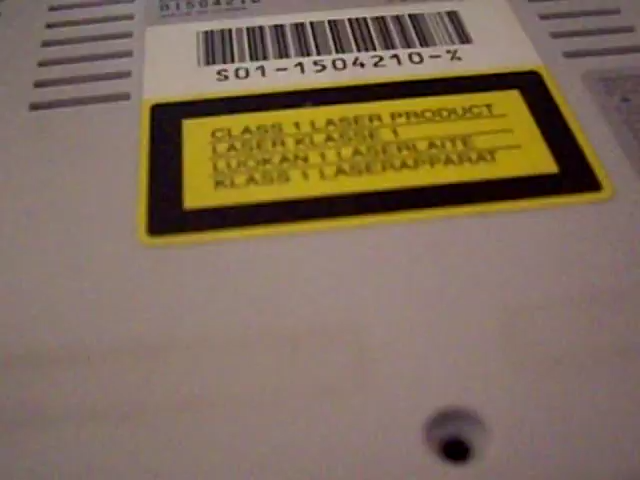 S01-1504210-%
CLASS 1 LASER PRODUCT
LASER KLASSE 1
LUOKAN 1 LASERLAITE
KLASS 1 LASERAPPARAT